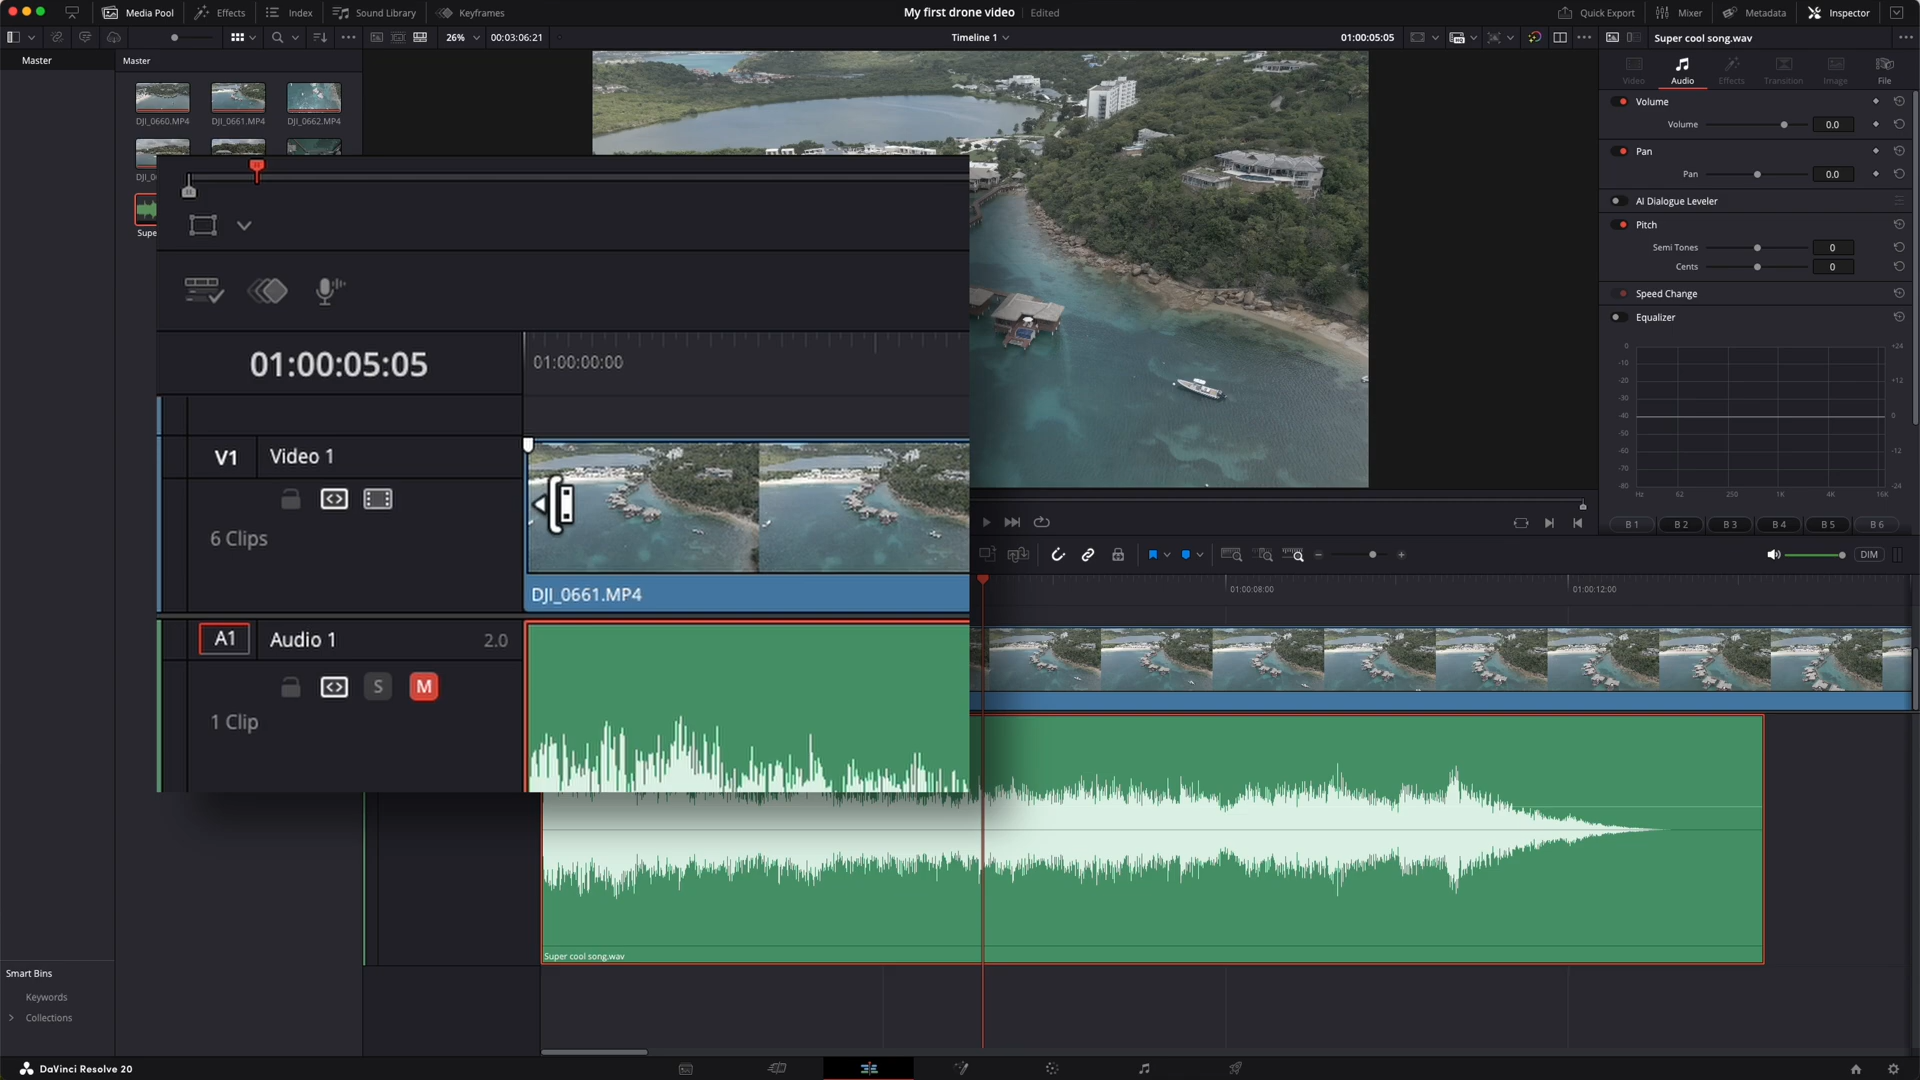 Media Pool
Effects
Index
Sound Library
Keyframes
My first drone video
Edited
Quick Export
Mixer
Metadata
Inspector
26%
00:03:06:21
Timeline 1
01:00:05:05
Super cool song.wav
Master
Master
Video
Audio
Effects
Transition
Image
File
DJI_0660.MP4
DJI_0661.MP4
DJI_0662.MP4
Volume
Volume
0.0
Pan
Pan
0.0
AI Dialogue Leveler
Pitch
Semi Tones
0
Cents
0
Speed Change
Equalizer
0
+24
-10
-20
+12
-30
-40
0
-50
-60
-12
-70
-80
-24
Hz
62
250
1K
4K
16K
B 1
B 2
B 3
B 4
B 5
B 6
DIM
01:00:05:05
01:00:00:00
01:00:08:00
01:00:12:00
V1
Video 1
6 Clips
DJI_0661.MP4
A1
Audio 1
2.0
S
M
1 Clip
Super cool song.wav
Smart Bins
Keywords
Collections
DaVinci Resolve 20